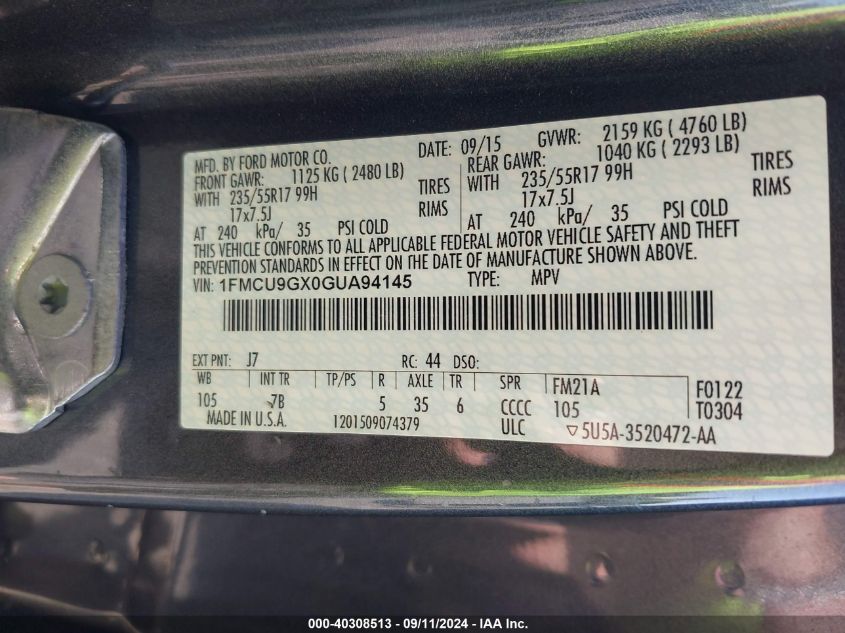 MFD. BY FORD MOTOR CO. DATE: 09/15 GVWR: 2159 KG ( 4760 LB)
FRONT GAWR: 1125 KG ( 2480 LB) REAR GAWR: 1040 KG ( 2293 LB)
WITH 235/55R17 99H TIRES WITH 235/55R17 99H TIRES
17x7.5J RIMS 17x7.5J RIMS
AT 240 kPa/ 35 PSI COLD AT 240 kPa/ 35 PSI COLD
THIS VEHICLE CONFORMS TO ALL APPLICABLE FEDERAL MOTOR VEHICLE SAFETY AND THEFT
PREVENTION STANDARDS IN EFFECT ON THE DATE OF MANUFACTURE SHOWN ABOVE.
VIN: 1FMCU9GX0GUA94145 TYPE: MPV
EXT PNT: J7 RC: 44 DSO:
WB INT TR TP/PS R AXLE TR SPR FM21A F0122
105 7B 5 35 6 CCCC 105 T0304
MADE IN U.S.A. 1201509074379 ULC ▽5U5A-3520472-AA
000-40308513 - 09/11/2024 - IAA Inc.